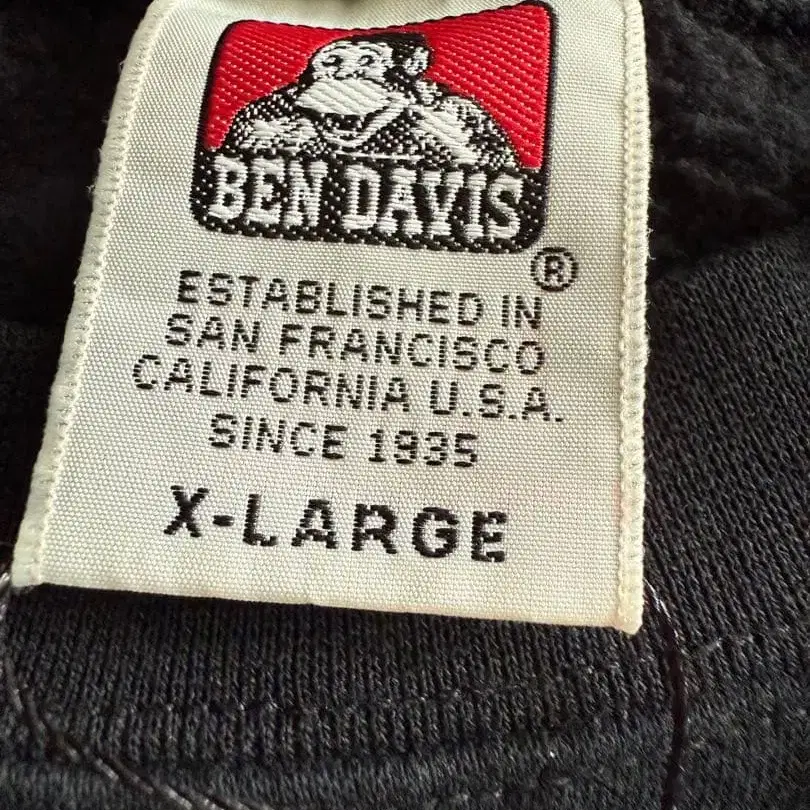 BEN DAVIS
®
ESTABLISHED IN
SAN FRANCISCO
CALIFORNIA U.S.A.
SINCE 1935
X-LARGE